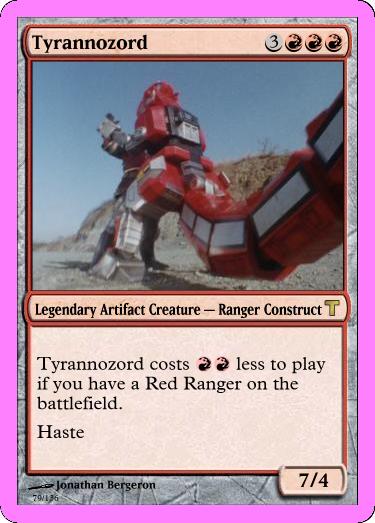 Tyrannozord 3
Legendary Artifact Creature — Ranger Construct T
Tyrannozord costs less to play
if you have a Red Ranger on the
battlefield.
Haste
Jonathan Bergeron
79/136
7/4